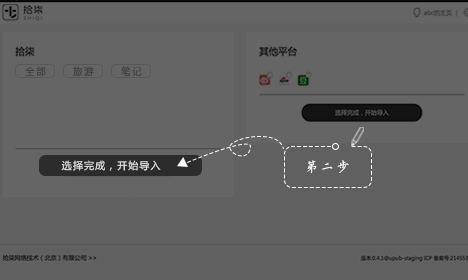 拾柒
SHIQI
abc的主页
拾柒
全部 旅游 笔记
其他平台
选择完成，开始导入
选择完成，开始导入
第二步
拾柒网络技术（北京）有限公司 >>
版本:0.4.1@upub-staging ICP 备案号:21455